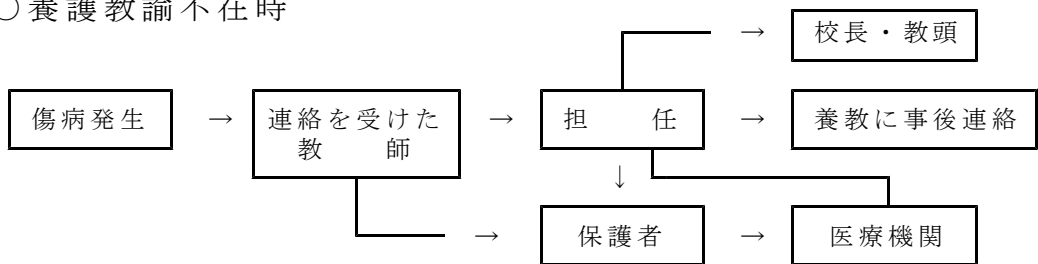 ○養護教諭不在時
→ 校長・教頭
傷病発生 → 連絡を受けた教師 → 担任 → 養教に事後連絡
↓
→ 保護者 → 医療機関